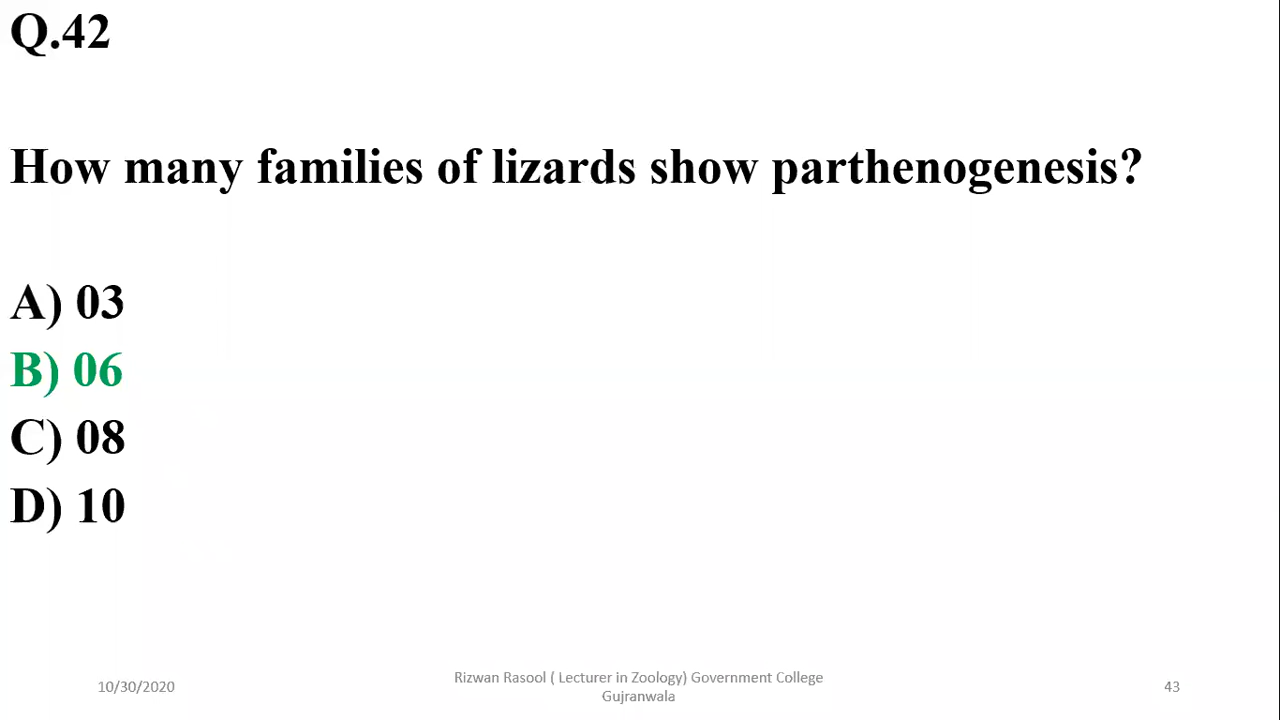 Q.42
How many families of lizards show parthenogenesis?
A) 03
B) 06
C) 08
D) 10
10/30/2020
Rizwan Rasool ( Lecturer in Zoology) Government College
Gujranwala
43